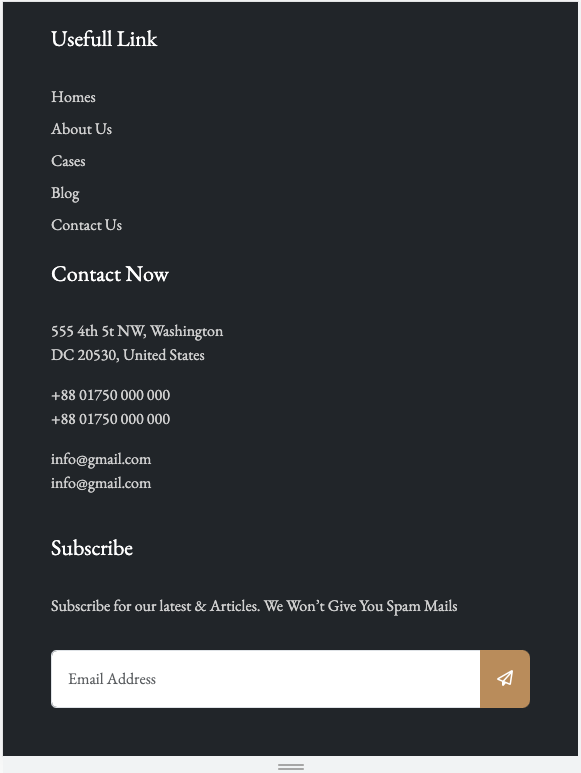 Usefull Link
Homes
About Us
Cases
Blog
Contact Us
Contact Now
555 4th 5t NW, Washington
DC 20530, United States
+88 01750 000 000
+88 01750 000 000
info@gmail.com
info@gmail.com
Subscribe
Subscribe for our latest & Articles. We Won’t Give You Spam Mails
Email Address